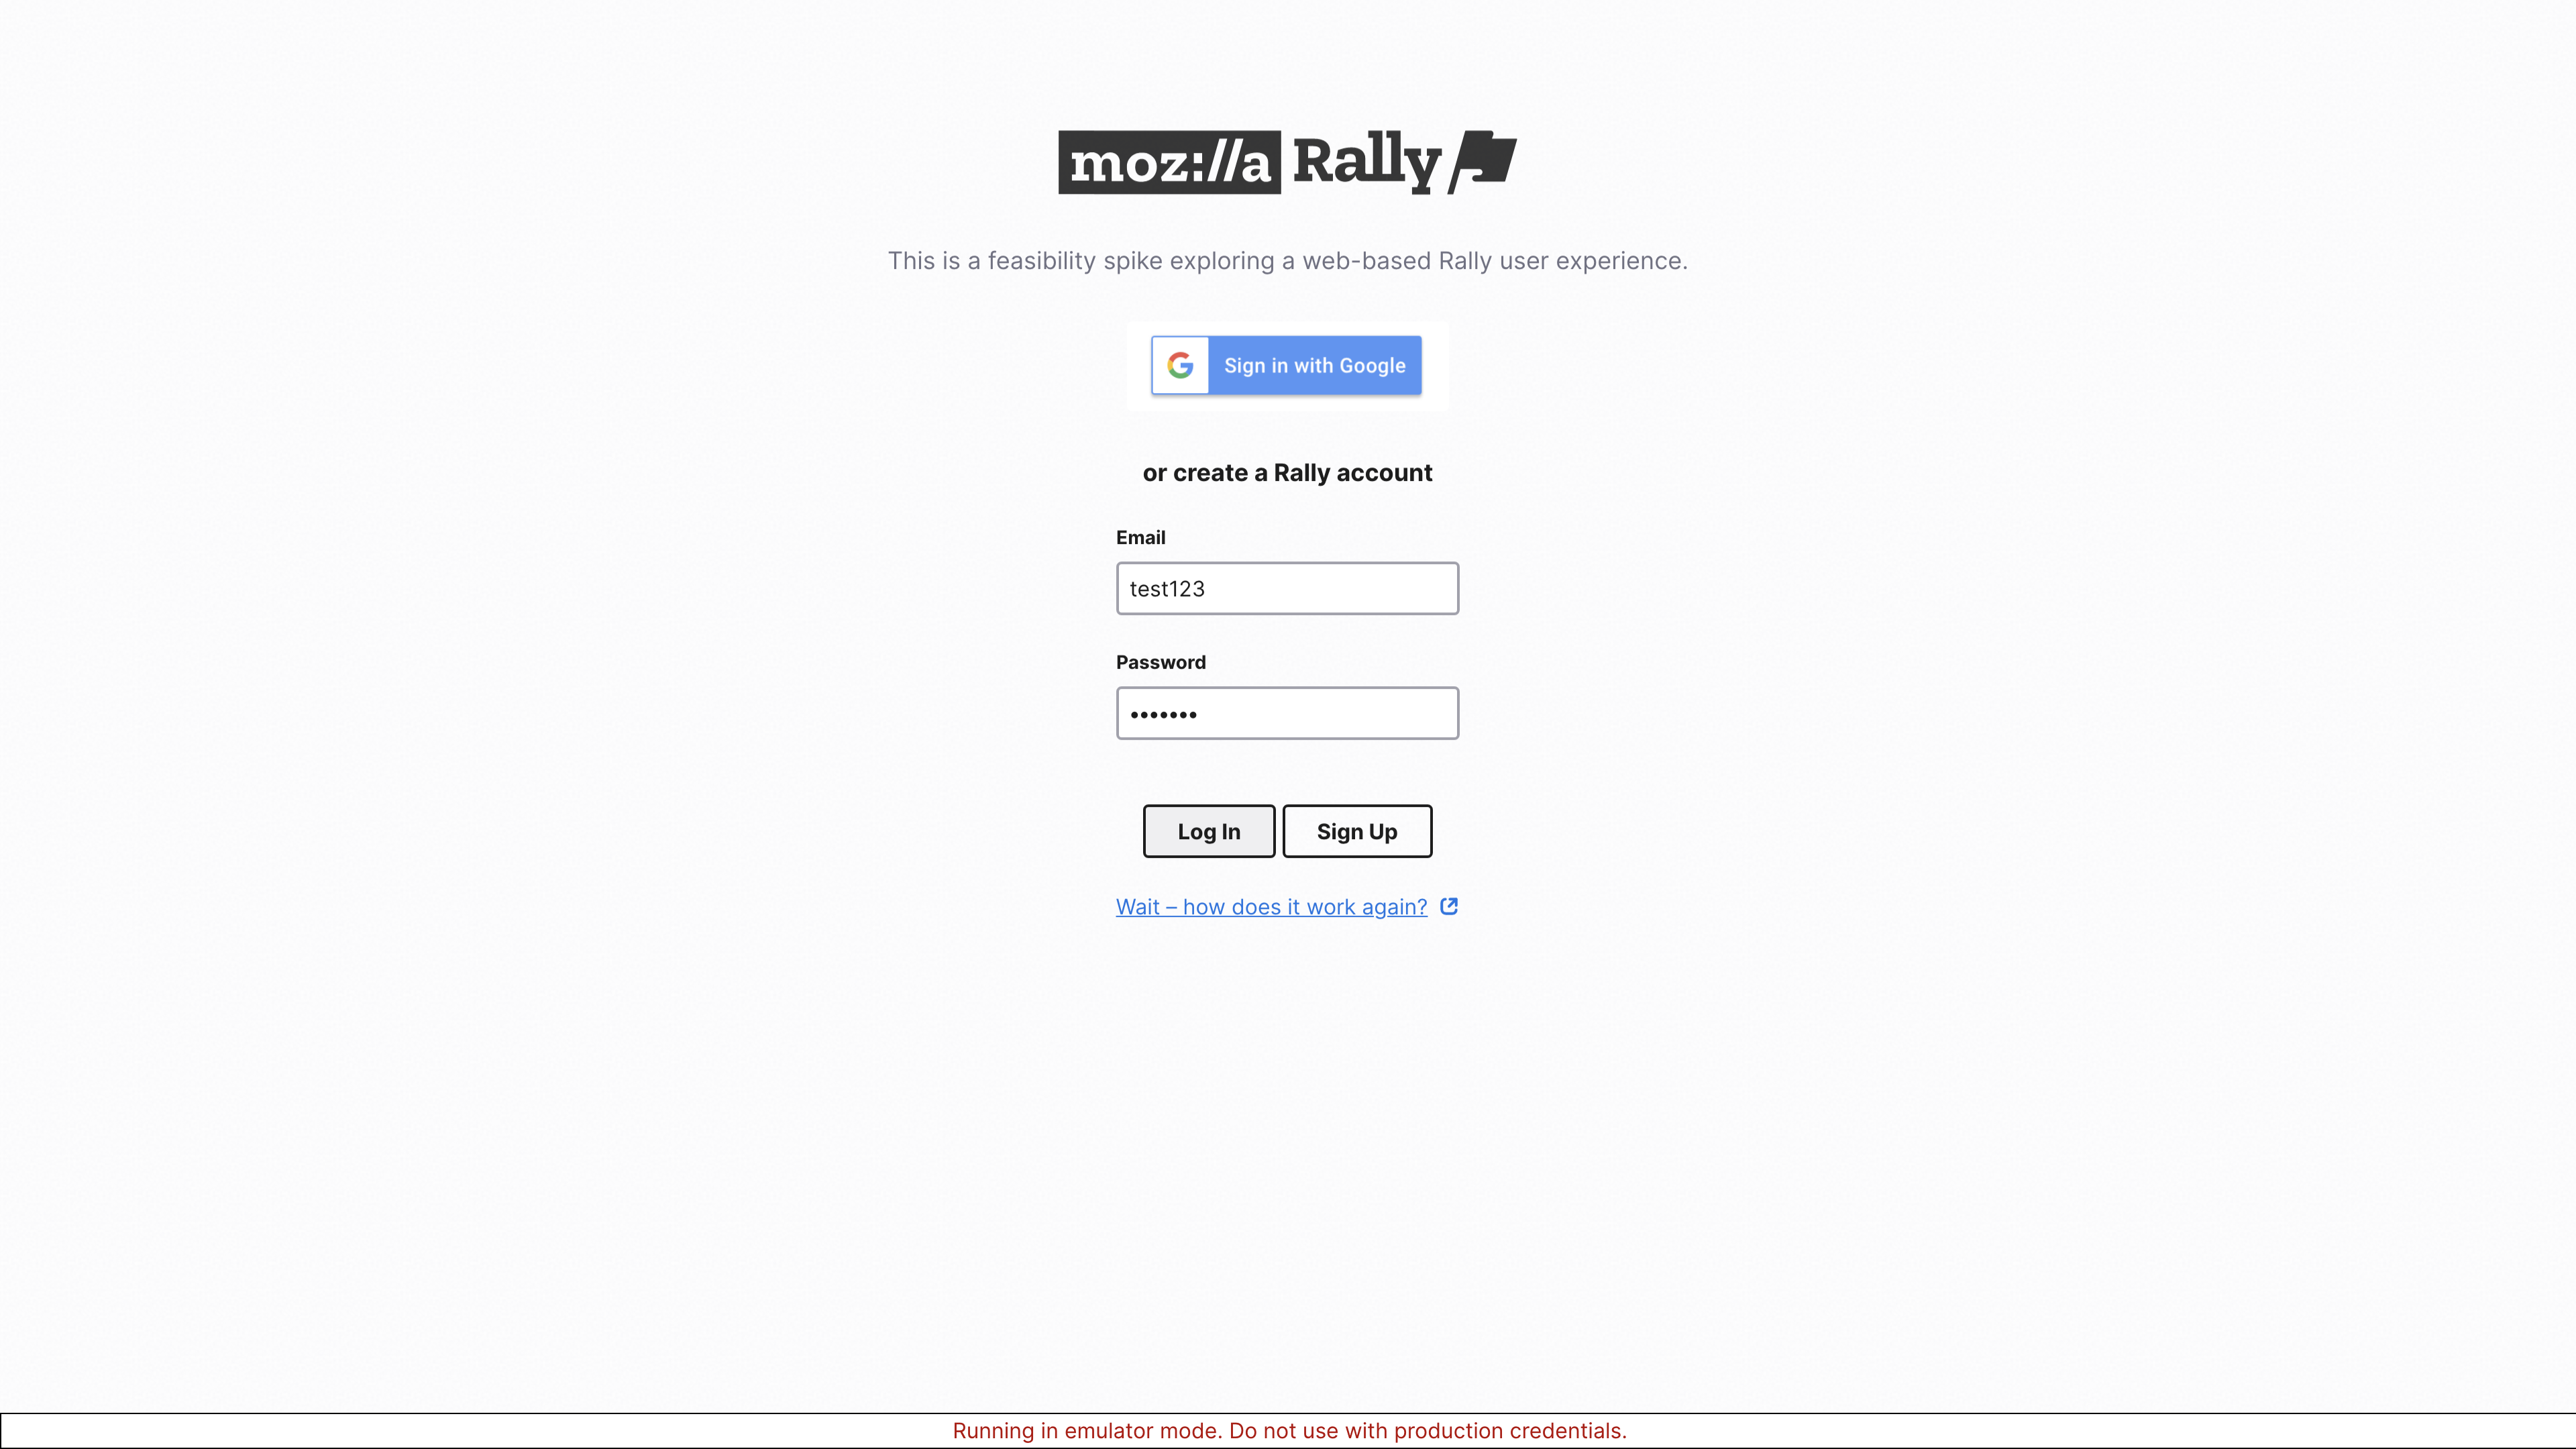 moz://a Rally
This is a feasibility spike exploring a web-based Rally user experience.
Sign in with Google
or create a Rally account
Email
test123
Password
•••••••
Log In Sign Up
Wait – how does it work again?
Running in emulator mode. Do not use with production credentials.